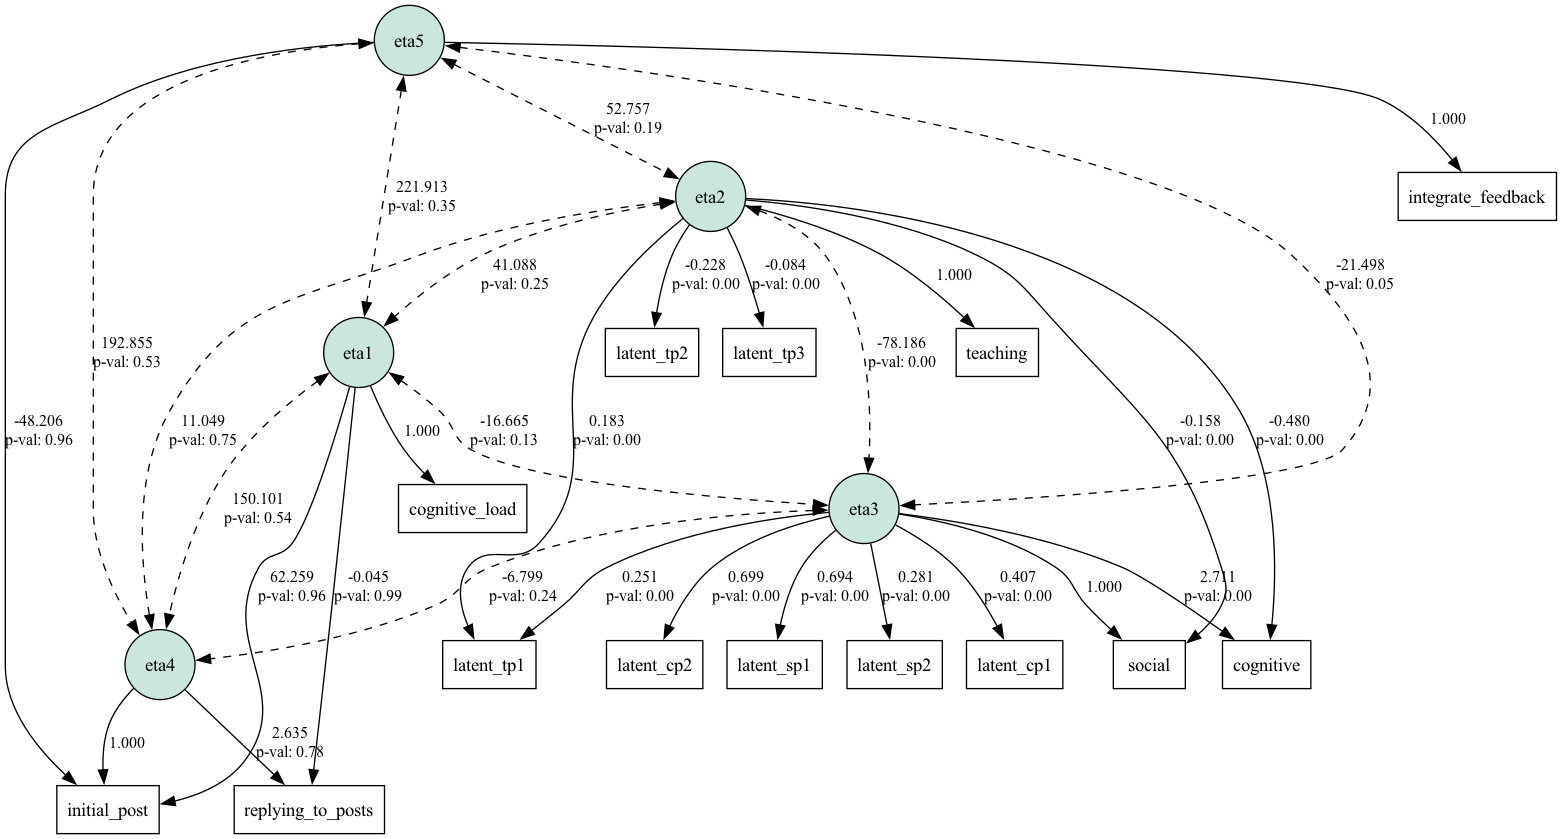 eta5
52.757
p-val: 0.19
1.000
221.913
p-val: 0.35
eta2
integrate_feedback
41.088
p-val: 0.25
-0.228
p-val: 0.00
-0.084
p-val: 0.00
1.000
-21.498
p-val: 0.05
192.855
p-val: 0.53
eta1
latent_tp2
latent_tp3
-78.186
p-val: 0.00
teaching
-48.206
p-val: 0.96
11.049
p-val: 0.75
1.000
-16.665
p-val: 0.13
0.183
p-val: 0.00
-0.158
p-val: 0.00
-0.480
p-val: 0.00
150.101
p-val: 0.54
cognitive_load
eta3
62.259
p-val: 0.96
-0.045
p-val: 0.99
-6.799
p-val: 0.24
0.251
p-val: 0.00
0.699
p-val: 0.00
0.694
p-val: 0.00
0.281
p-val: 0.00
0.407
p-val: 0.00
1.000
2.711
p-val: 0.00
eta4
latent_tp1
latent_cp2
latent_sp1
latent_sp2
latent_cp1
social
cognitive
1.000
2.635
p-val: 0.78
initial_post
replying_to_posts